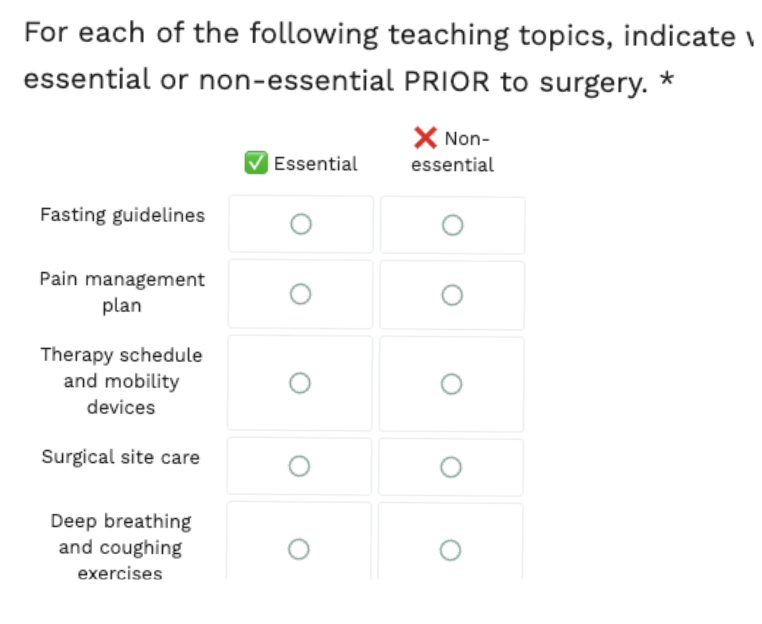 For each of the following teaching topics, indicate
essential or non-essential PRIOR to surgery. *
✅ Essential
❌ Non-
essential
Fasting guidelines
Pain management
plan
Therapy schedule
and mobility
devices
Surgical site care
Deep breathing
and coughing
exercises